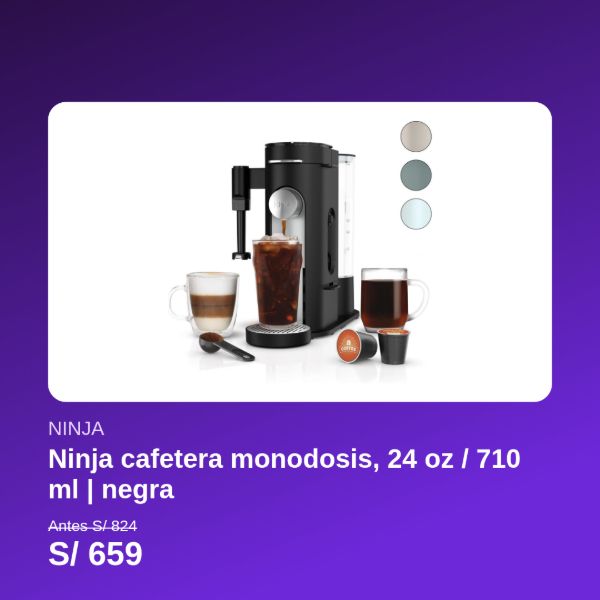 NINJA
Ninja cafetera monodosis, 24 oz / 710
ml | negra
Antes S/ 824
S/ 659